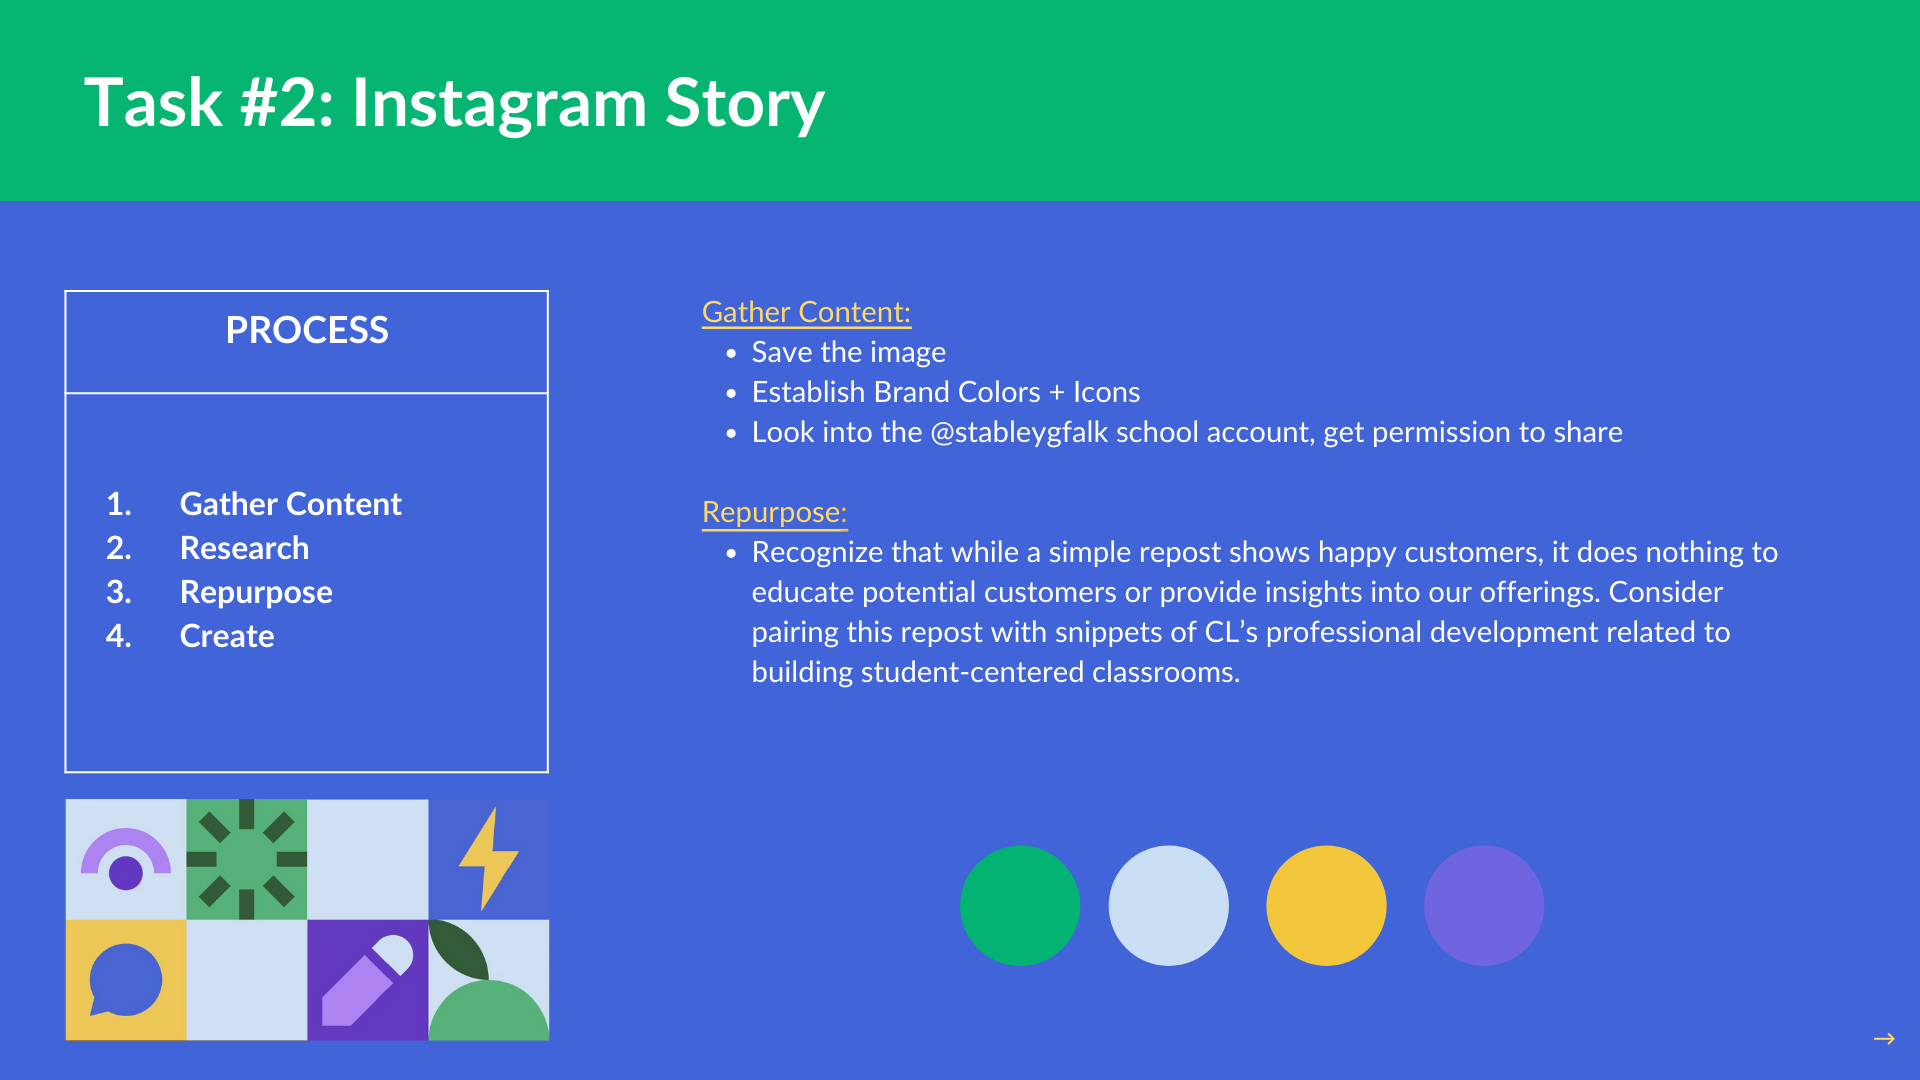 Task #2: Instagram Story
PROCESS
1. Gather Content
2. Research
3. Repurpose
4. Create
Gather Content:
• Save the image
• Establish Brand Colors + Icons
• Look into the @stableygfalk school account, get permission to share
Repurpose:
• Recognize that while a simple repost shows happy customers, it does nothing to
educate potential customers or provide insights into our offerings. Consider
pairing this repost with snippets of CL’s professional development related to
building student-centered classrooms.
→